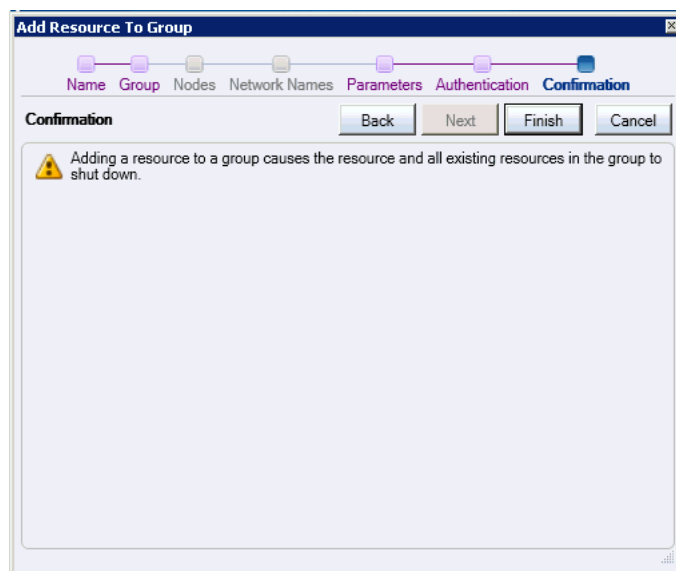 Add Resource To Group
Name Group Nodes Network Names Parameters Authentication Confirmation
Confirmation Back Next Finish Cancel
Adding a resource to a group causes the resource and all existing resources in the group to
shut down.